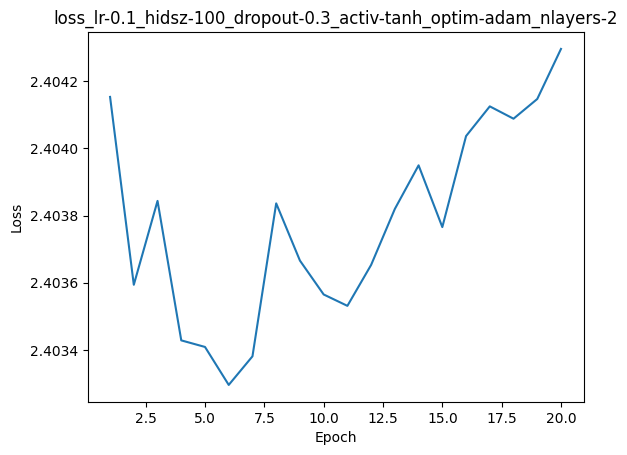 loss_lr-0.1_hidsz-100_dropout-0.3_activ-tanh_optim-adam_nlayers-2
2.4042
2.4040
2.4038
2.4036
2.4034
Loss
2.5 5.0 7.5 10.0 12.5 15.0 17.5 20.0
Epoch